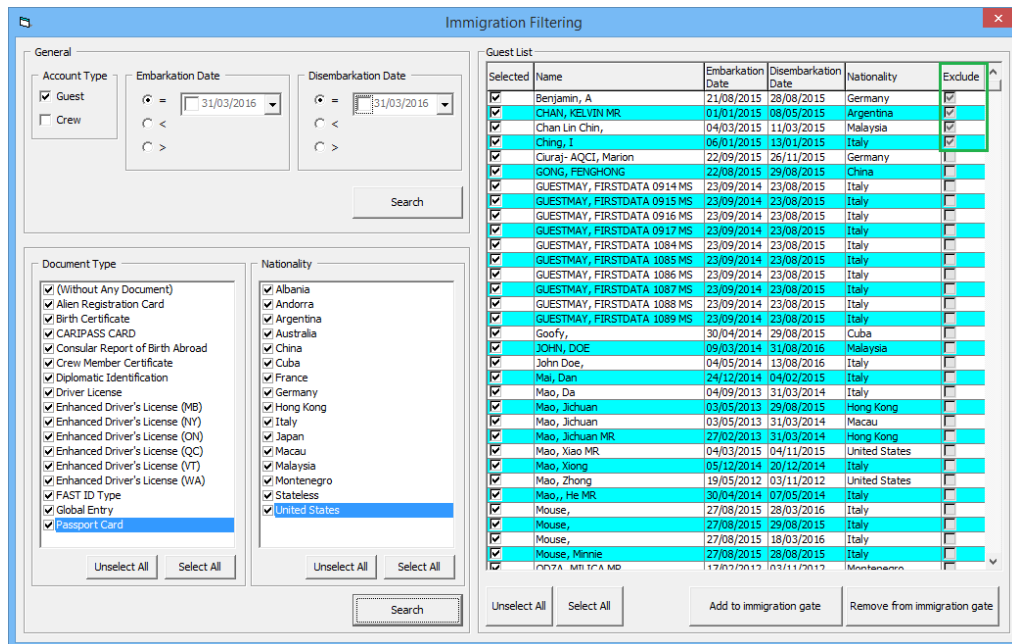 Immigration Filtering
General
Account Type
Guest
Crew
Embarkation Date
=
31/03/2016
<
>
Disembarkation Date
=
31/03/2016
<
>
Search
Document Type
(Without Any Document)
Alien Registration Card
Birth Certificate
CARIPASS CARD
Consular Report of Birth Abroad
Crew Member Certificate
Diplomatic Identification
Driver License
Enhanced Driver's License (MB)
Enhanced Driver's License (NY)
Enhanced Driver's License (ON)
Enhanced Driver's License (QC)
Enhanced Driver's License (VT)
Enhanced Driver's License (WA)
FAST ID Type
Global Entry
Passport Card
Unselect All Select All
Nationality
Albania
Andorra
Argentina
Australia
China
Cuba
France
Germany
Hong Kong
Italy
Japan
Macau
Malaysia
Montenegro
Stateless
United States
Unselect All Select All
Search
Guest List
Selected Name Embarkation Date Disembarkation Date Nationality Exclude
Benjamin, A 21/08/2015 28/08/2015 Germany
CHAN, KELVIN MR 01/01/2015 08/05/2015 Argentina
Chan Lin Chin, 04/03/2015 11/03/2015 Malaysia
Ching, I 06/01/2015 13/01/2015 Italy
Ciuraj- AQCI, Marion 22/09/2015 26/11/2015 Germany
GONG, FENGHONG 22/08/2015 29/08/2015 China
GUESTMAY, FIRSTDATA 0914 MS 23/09/2014 23/08/2015 Italy
GUESTMAY, FIRSTDATA 0915 MS 23/09/2014 23/08/2015 Italy
GUESTMAY, FIRSTDATA 0916 MS 23/09/2014 23/08/2015 Italy
GUESTMAY, FIRSTDATA 0917 MS 23/09/2014 23/08/2015 Italy
GUESTMAY, FIRSTDATA 1084 MS 23/09/2014 23/08/2015 Italy
GUESTMAY, FIRSTDATA 1085 MS 23/09/2014 23/08/2015 Italy
GUESTMAY, FIRSTDATA 1086 MS 23/09/2014 23/08/2015 Italy
GUESTMAY, FIRSTDATA 1087 MS 23/09/2014 23/08/2015 Italy
GUESTMAY, FIRSTDATA 1088 MS 23/09/2014 23/08/2015 Italy
GUESTMAY, FIRSTDATA 1089 MS 23/09/2014 23/08/2015 Italy
Goofy, 30/04/2014 29/08/2015 Cuba
JOHN, DOE 09/03/2014 31/08/2016 Malaysia
John Doe, 04/05/2014 13/08/2016 Italy
Mai, Dan 24/12/2014 04/02/2015 Italy
Mao, Da 04/09/2013 31/03/2014 Italy
Mao, Jichuan 03/05/2013 29/08/2015 Hong Kong
Mao, Jichuan 03/05/2013 31/03/2014 Macau
Mao, Jichuan MR 27/02/2013 31/03/2014 Hong Kong
Mao, Xiao MR 04/03/2015 04/11/2015 United States
Mao, Xiong 05/12/2014 20/12/2014 Italy
Mao, Zhong 19/05/2012 03/11/2012 United States
Mao,, He MR 30/04/2014 07/05/2014 Italy
Mouse, 27/08/2015 28/03/2016 Italy
Mouse, 27/08/2015 29/08/2015 Italy
Mouse, 27/08/2015 18/03/2016 Italy
Mouse, Minnie 27/08/2015 28/08/2015 Italy
ODZA, MILICA MR 17/02/2012 03/11/2012 Montenegro
Unselect All Select All Add to immigration gate Remove from immigration gate